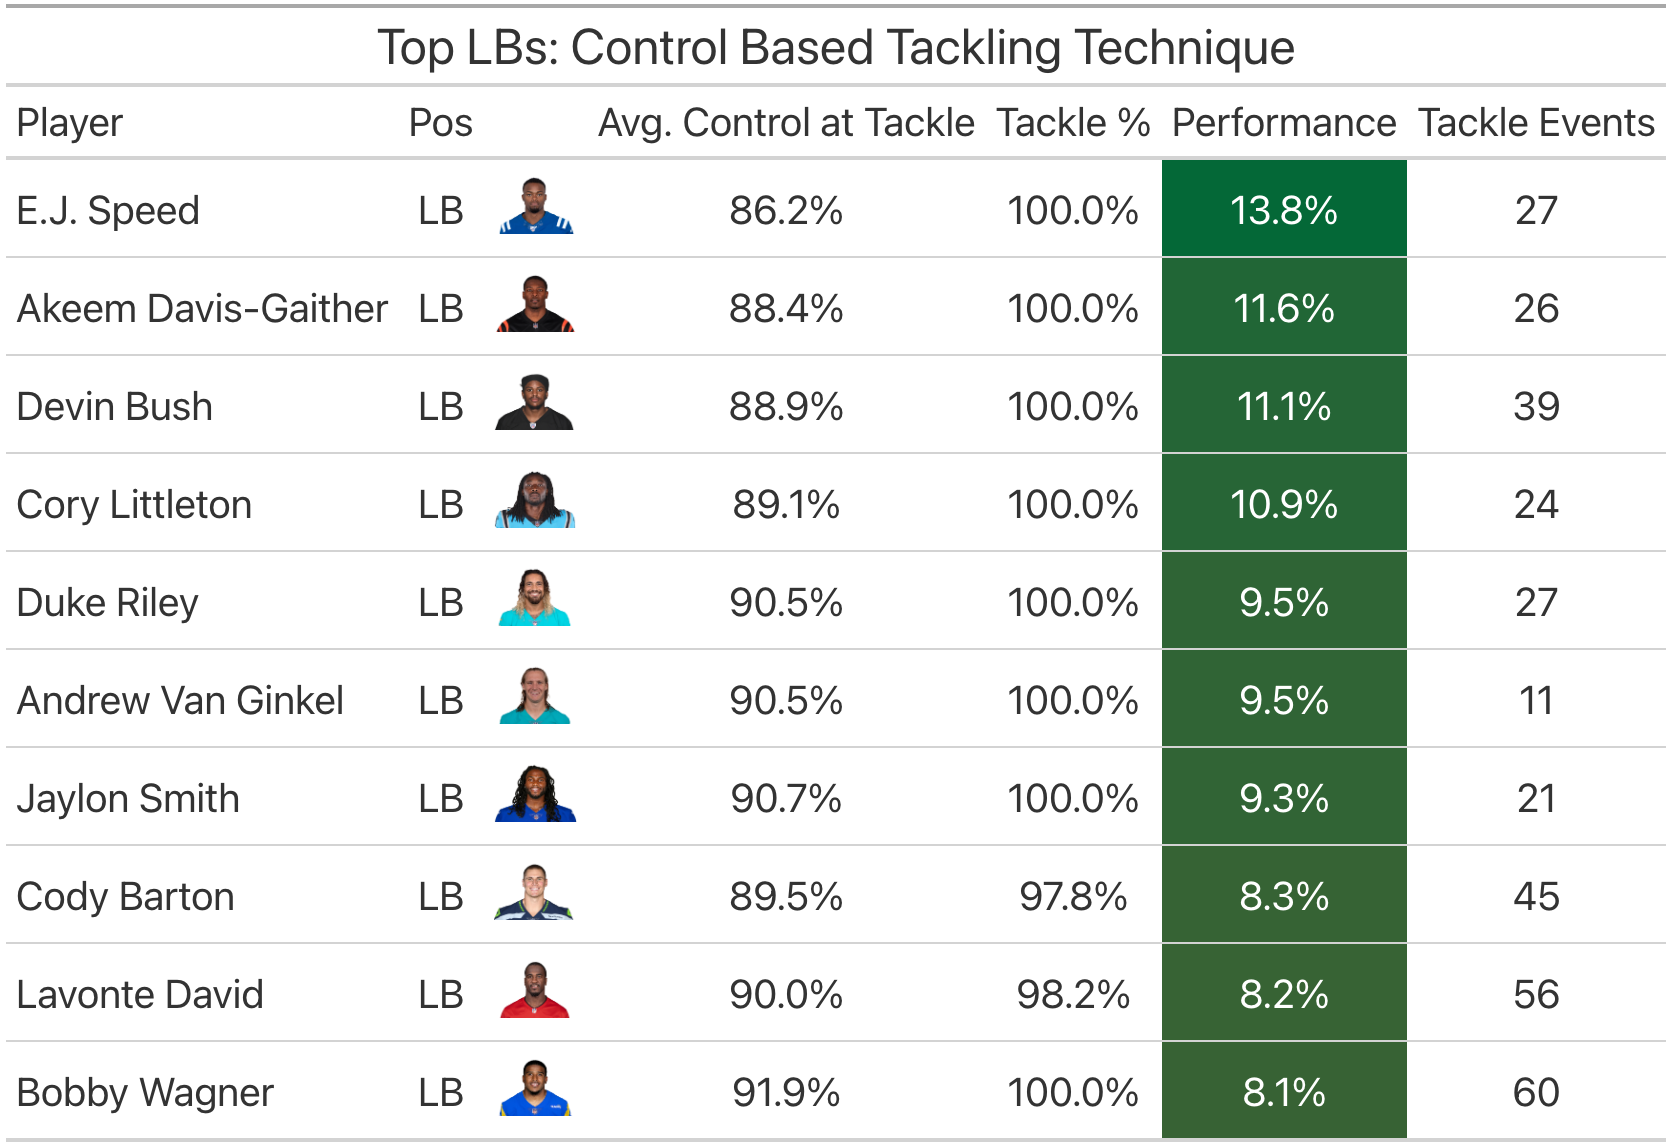 Top LBs: Control Based Tackling Technique
Player Pos Avg. Control at Tackle Tackle % Performance Tackle Events
E.J. Speed LB 86.2% 100.0% 13.8% 27
Akeem Davis-Gaither LB 88.4% 100.0% 11.6% 26
Devin Bush LB 88.9% 100.0% 11.1% 39
Cory Littleton LB 89.1% 100.0% 10.9% 24
Duke Riley LB 90.5% 100.0% 9.5% 27
Andrew Van Ginkel LB 90.5% 100.0% 9.5% 11
Jaylon Smith LB 90.7% 100.0% 9.3% 21
Cody Barton LB 89.5% 97.8% 8.3% 45
Lavonte David LB 90.0% 98.2% 8.2% 56
Bobby Wagner LB 91.9% 100.0% 8.1% 60